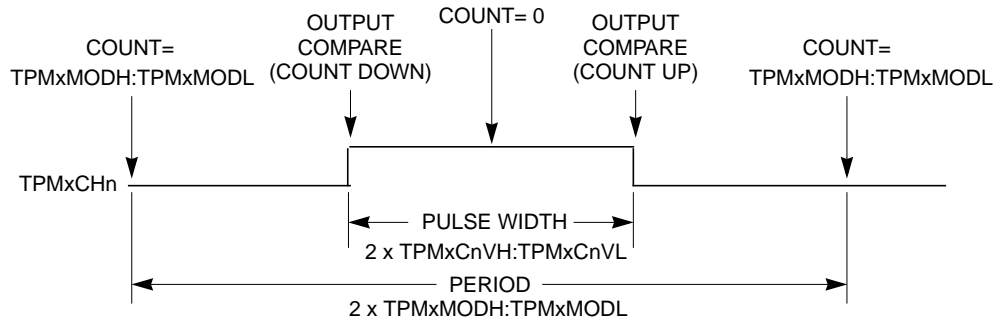 COUNT= 0
OUTPUT
COMPARE
(COUNT DOWN)
OUTPUT
COMPARE
(COUNT UP)
COUNT=
TPMxMODH:TPMxMODL
COUNT=
TPMxMODH:TPMxMODL
TPMxCHn
PULSE WIDTH
2 x TPMxCnVH:TPMxCnVL
PERIOD
2 x TPMxMODH:TPMxMODL